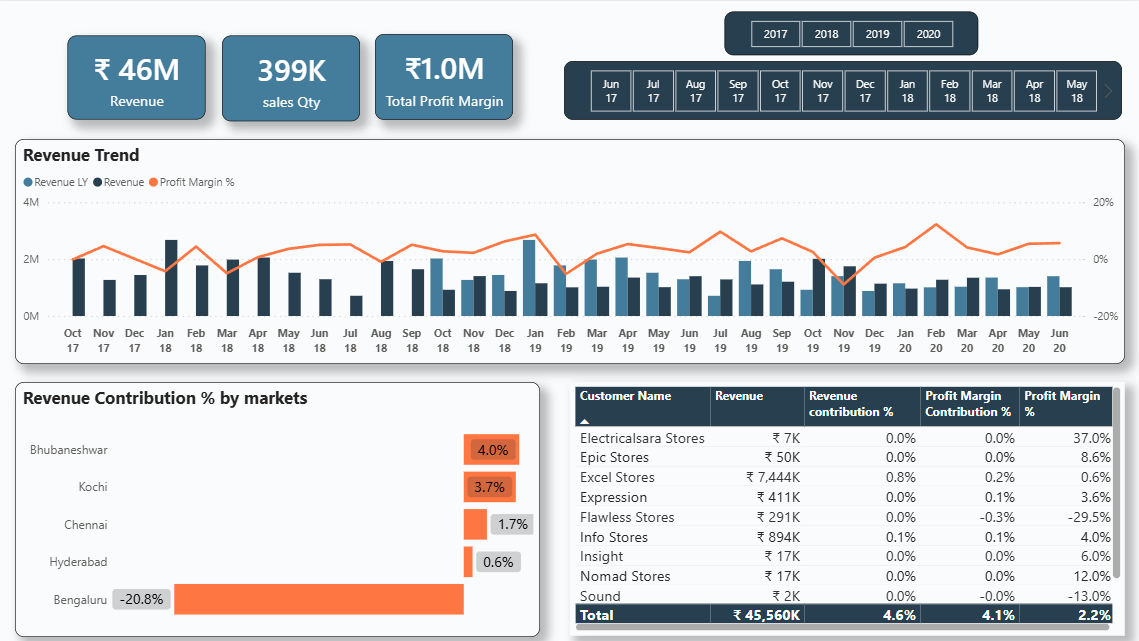 2017 2018 2019 2020
₹ 46M
Revenue
399K
sales Qty
₹1.0M
Total Profit Margin
Jun Jul Aug Sep Oct Nov Dec Jan Feb Mar Apr May
17 17 17 17 17 17 17 18 18 18 18 18
Revenue Trend
Revenue LY Revenue Profit Margin %
4M 20%
2M 0%
0M -20%
Oct Nov Dec Jan Feb Mar Apr May Jun Jul Aug Sep Oct Nov Dec Jan Feb Mar Apr May Jun Jul Aug Sep Oct Nov Dec Jan Feb Mar Apr May Jun
17 17 17 18 18 18 18 18 18 18 18 18 18 18 18 19 19 19 19 19 19 19 19 19 19 19 19 20 20 20 20 20 20
Revenue Contribution % by markets
Bhubaneshwar 4.0%
Kochi 3.7%
Chennai 1.7%
Hyderabad 0.6%
Bengaluru -20.8%
Customer Name Revenue Revenue Profit Margin Profit Margin
contribution % Contribution % %
Electricalsara Stores ₹ 7K 0.0% 0.0% 37.0%
Epic Stores ₹ 50K 0.0% 0.0% 8.6%
Excel Stores ₹ 7,444K 0.8% 0.2% 0.6%
Expression ₹ 411K 0.0% 0.1% 3.6%
Flawless Stores ₹ 291K 0.0% -0.3% -29.5%
Info Stores ₹ 894K 0.1% 0.1% 4.0%
Insight ₹ 17K 0.0% 0.0% 6.0%
Nomad Stores ₹ 17K 0.0% 0.0% 12.0%
Sound ₹ 2K 0.0% -0.0% -13.0%
Total ₹ 45,560K 4.6% 4.1% 2.2%